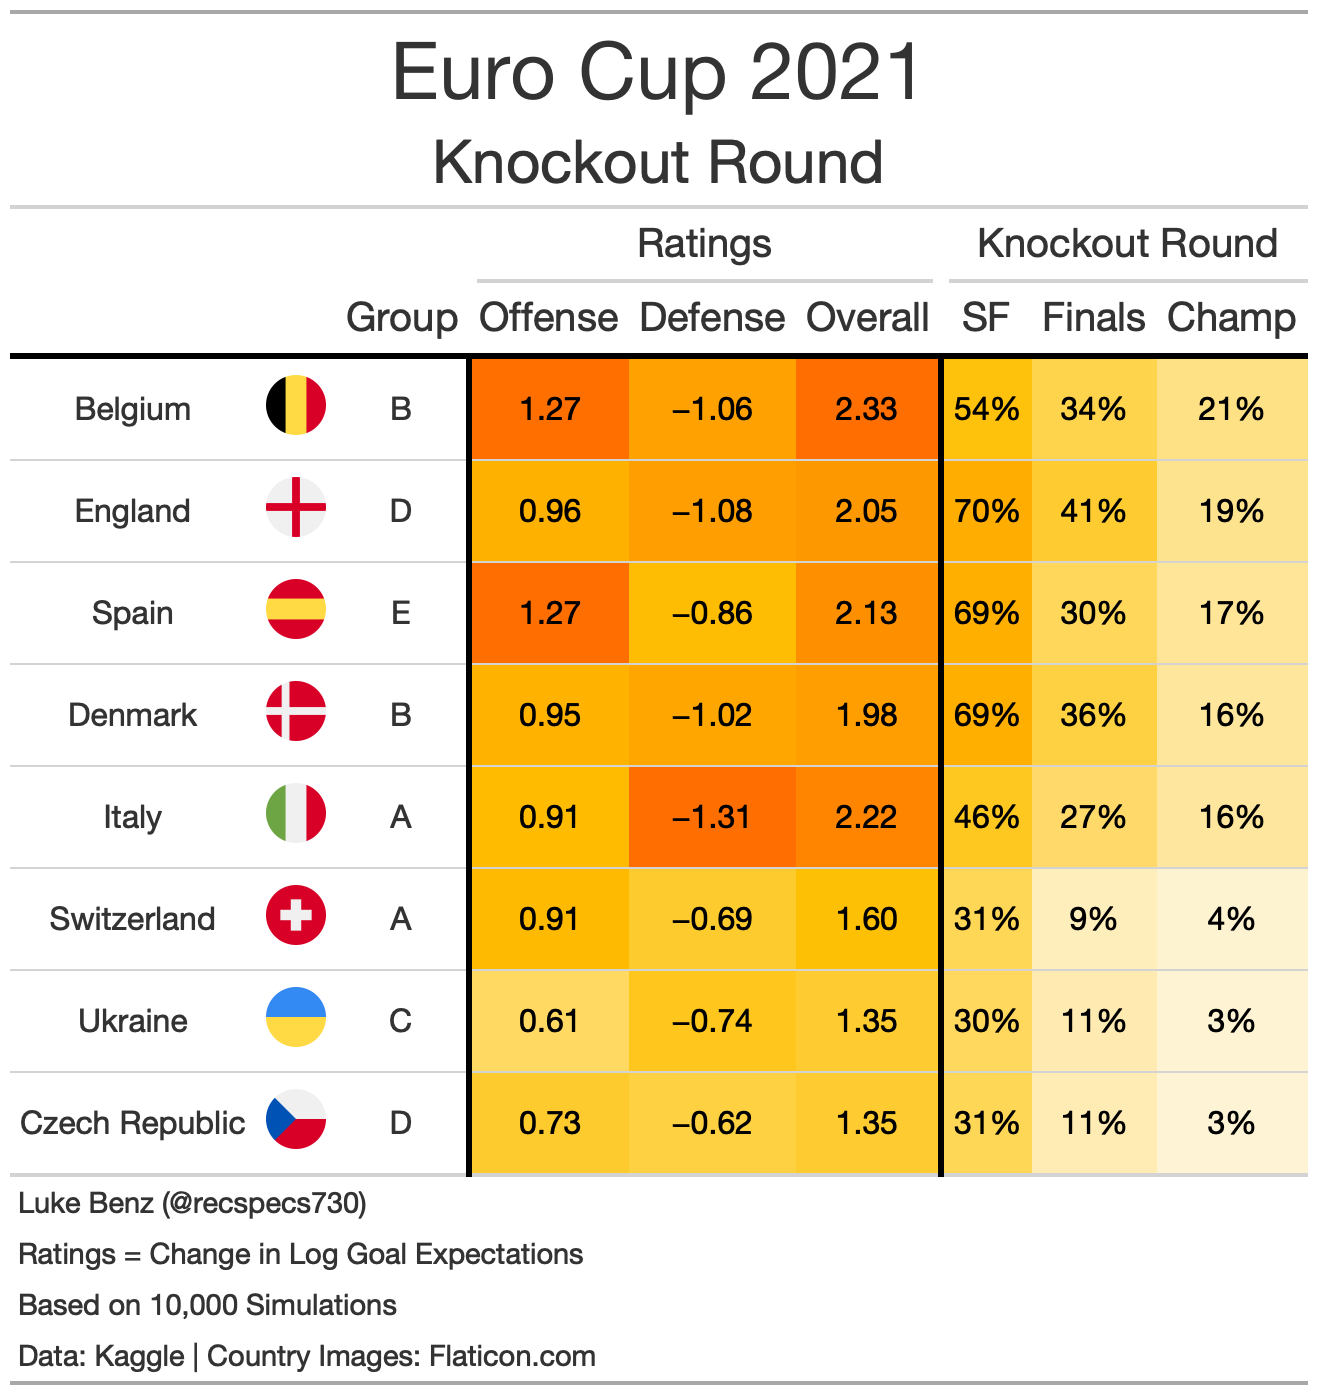 Euro Cup 2021
Knockout Round
Ratings Knockout Round
Group Offense Defense Overall SF Finals Champ
Belgium B 1.27 −1.06 2.33 54% 34% 21%
England D 0.96 −1.08 2.05 70% 41% 19%
Spain E 1.27 −0.86 2.13 69% 30% 17%
Denmark B 0.95 −1.02 1.98 69% 36% 16%
Italy A 0.91 −1.31 2.22 46% 27% 16%
Switzerland A 0.91 −0.69 1.60 31% 9% 4%
Ukraine C 0.61 −0.74 1.35 30% 11% 3%
Czech Republic D 0.73 −0.62 1.35 31% 11% 3%
Luke Benz (@recspecs730)
Ratings = Change in Log Goal Expectations
Based on 10,000 Simulations
Data: Kaggle | Country Images: Flaticon.com